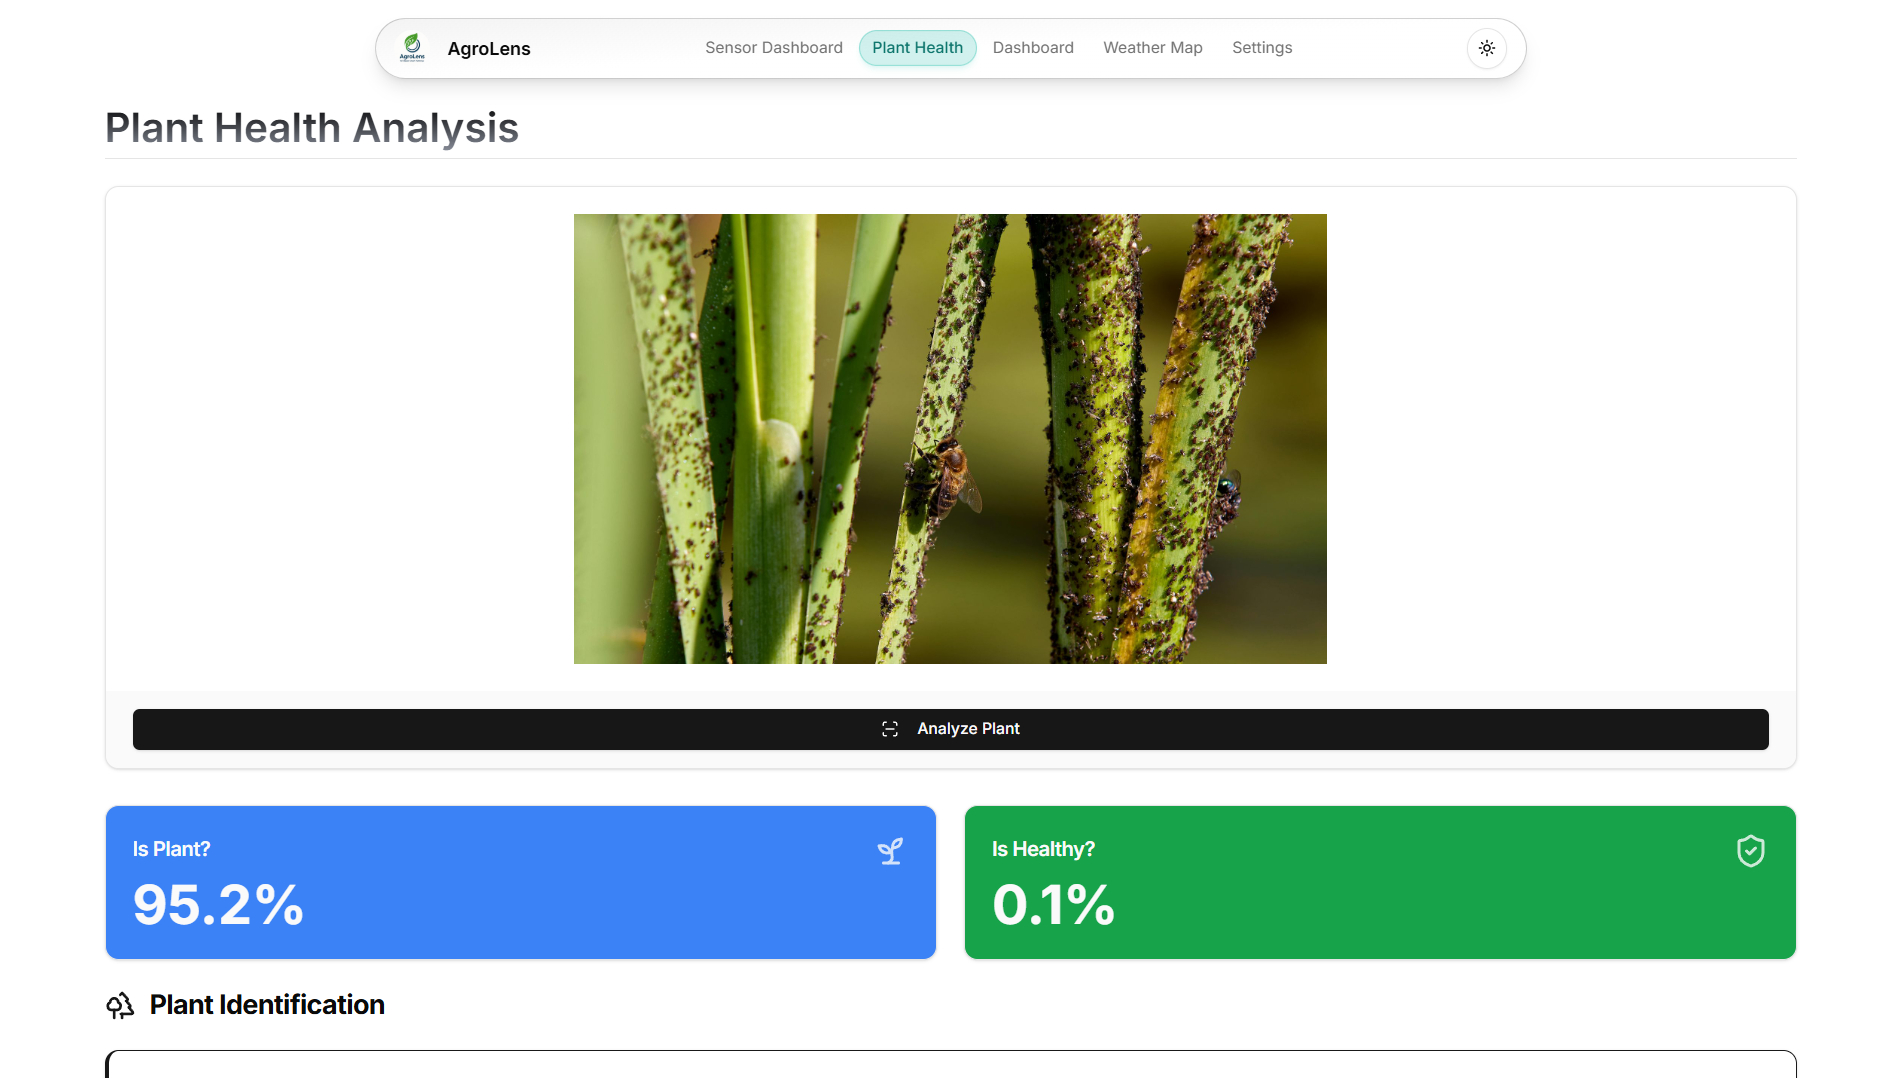 AgroLens
AgroLens
Sensor Dashboard
Plant Health
Dashboard
Weather Map
Settings
Plant Health Analysis
Analyze Plant
Is Plant?
95.2%
Is Healthy?
0.1%
Plant Identification